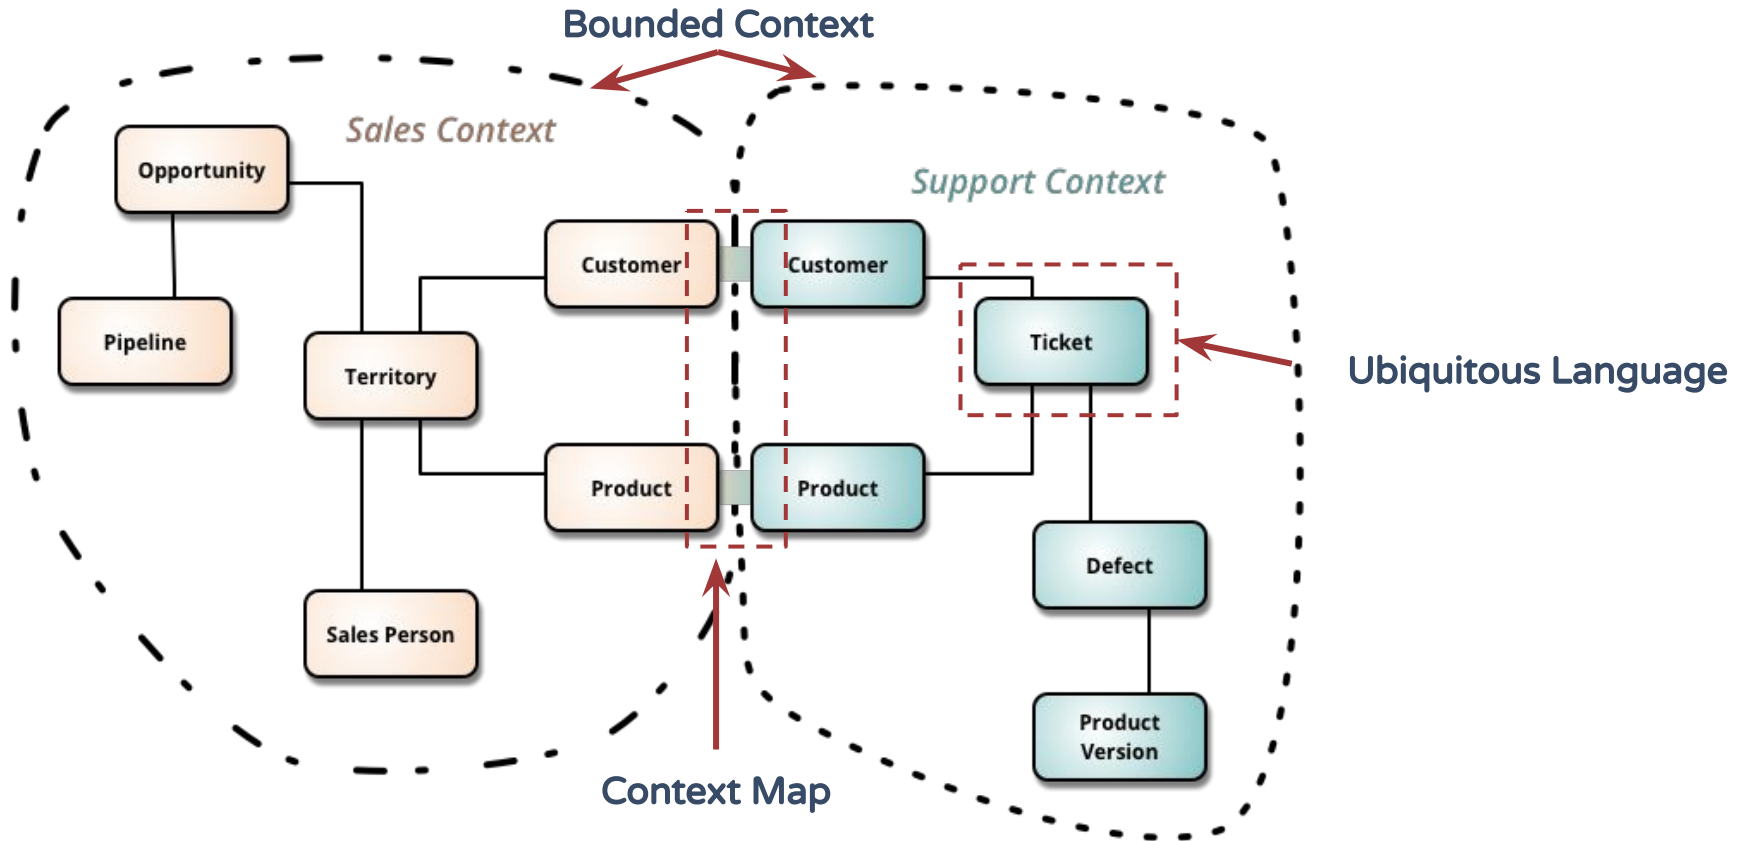 Bounded Context
Sales Context
Support Context
Opportunity
Customer
Customer
Pipeline
Territory
Ticket
Ubiquitous Language
Product
Product
Defect
Sales Person
Product
Version
Context Map